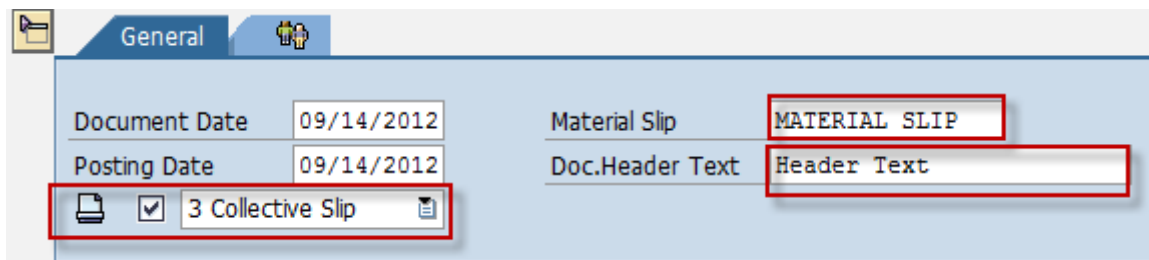 General
Document Date 09/14/2012 Material Slip MATERIAL SLIP
Posting Date 09/14/2012 Doc.Header Text Header Text
3 Collective Slip